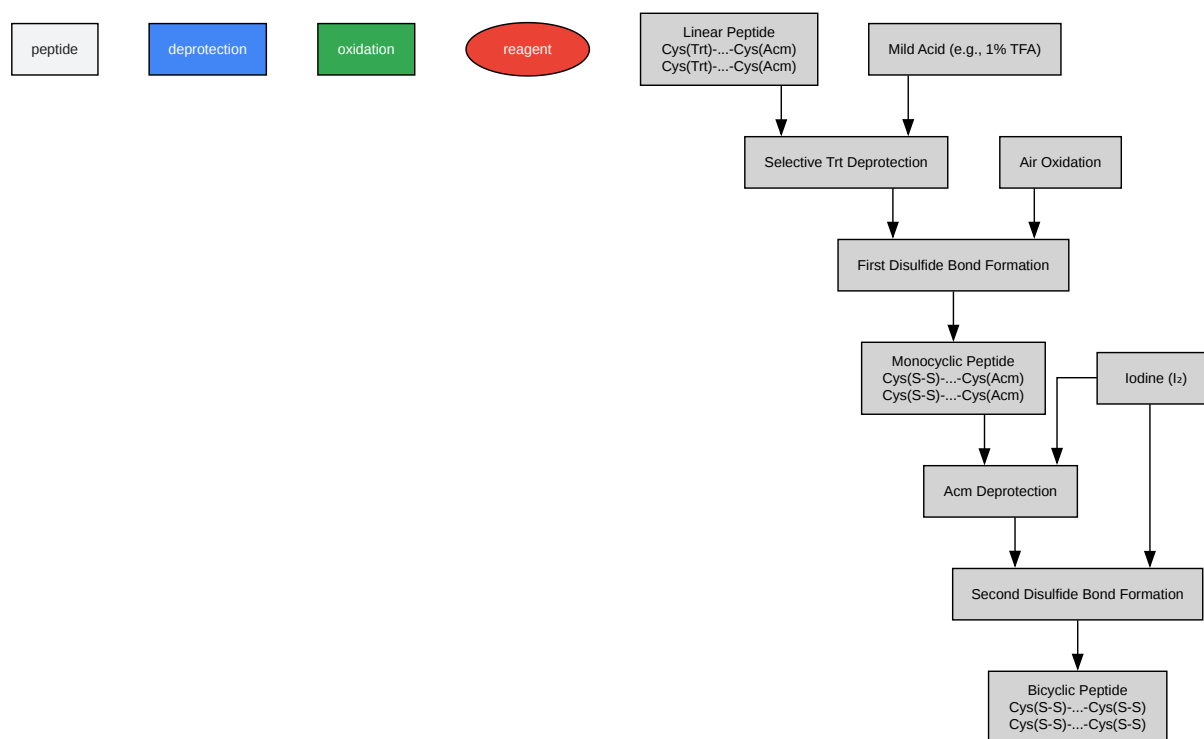 peptide
deprotection
oxidation
reagent
Linear Peptide
Cys(Trt)-...-Cys(Acm)
Cys(Trt)-...-Cys(Acm)
Mild Acid (e.g., 1% TFA)
Selective Trt Deprotection
Air Oxidation
First Disulfide Bond Formation
Monocyclic Peptide
Cys(S-S)-...-Cys(Acm)
Cys(S-S)-...-Cys(Acm)
Iodine (I₂)
Acm Deprotection
Second Disulfide Bond Formation
Bicyclic Peptide
Cys(S-S)-...-Cys(S-S)
Cys(S-S)-...-Cys(S-S)